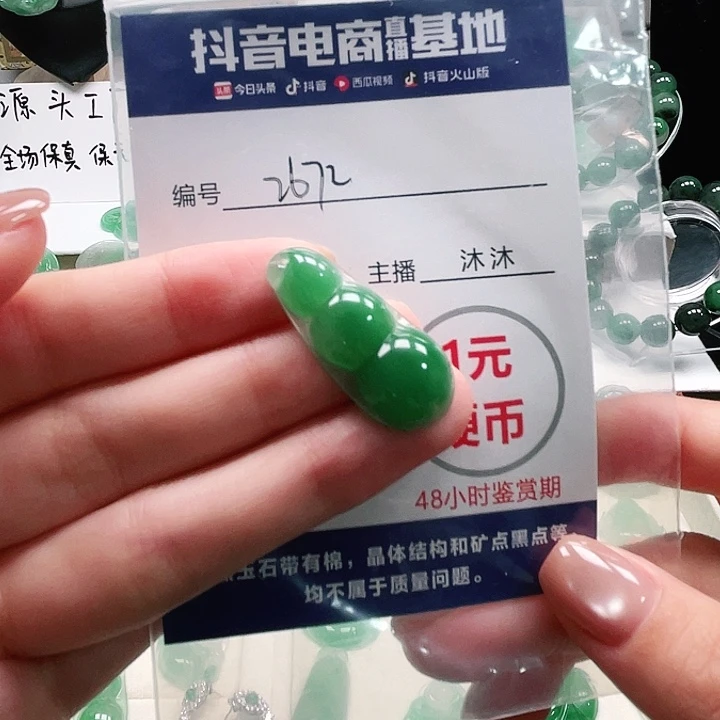 抖音电商直播基地
头条 今日头条 抖音 西瓜视频 抖音火山版
源头工
全场保真 保
编号 2672
主播 沐沐
1元
硬币
48小时鉴赏期
玉石带有棉，晶体结构和矿点黑点等
均不属于质量问题。